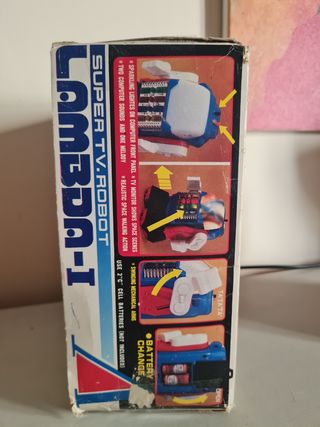 SUPER TV.ROBOT
LAMBDA-I
★ SPARKLING LIGHTES ON COMPUTER FRONT PANEL
★ TWO COMPUTER SOUNDS AND ONE MELODY
★ TV MONITOR SHOWS SPACE SCENES
★ REALISTIC SPACE WALKING ACTION
★ SWINGING MECHANICAL ARMS
USE 2"C" CELL BATTERIES (NOT INCLUDED)
● BATTERY
CHANGE